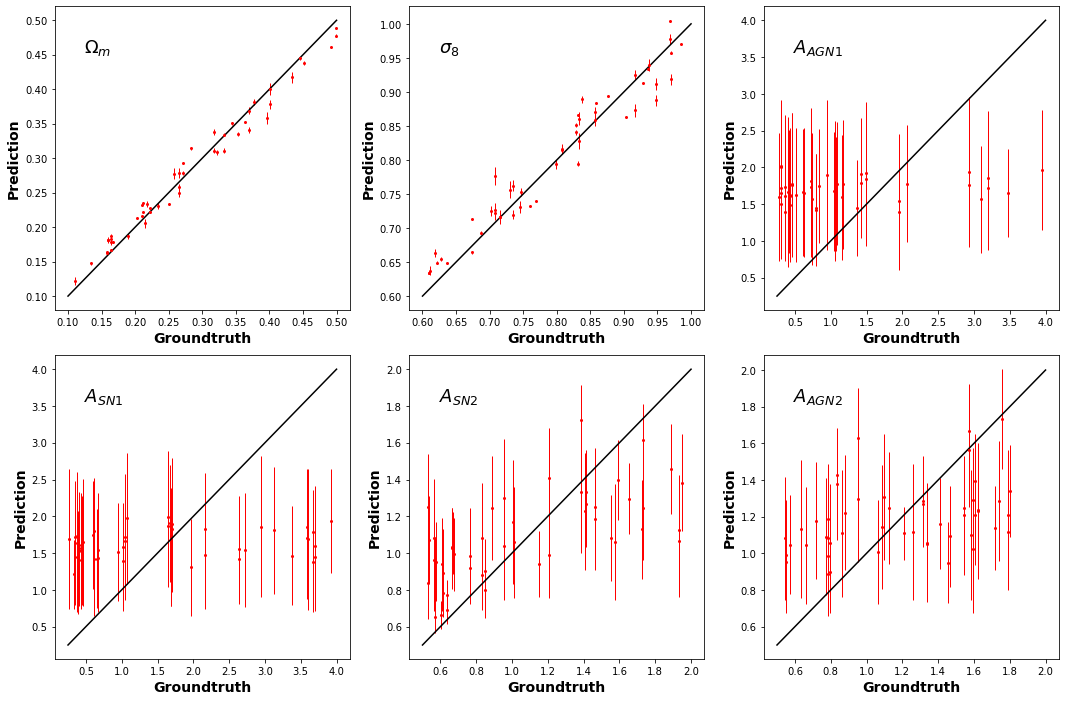 Ω_m
0.50
0.45
0.40
0.35
0.30
0.25
0.20
0.15
0.10
Prediction
0.10 0.15 0.20 0.25 0.30 0.35 0.40 0.45 0.50
Groundtruth
σ_8
1.00
0.95
0.90
0.85
0.80
0.75
0.70
0.65
0.60
Prediction
0.60 0.65 0.70 0.75 0.80 0.85 0.90 0.95 1.00
Groundtruth
A_AGN1
4.0
3.5
3.0
2.5
2.0
1.5
1.0
0.5
Prediction
0.5 1.0 1.5 2.0 2.5 3.0 3.5 4.0
Groundtruth
A_SN1
4.0
3.5
3.0
2.5
2.0
1.5
1.0
0.5
Prediction
0.5 1.0 1.5 2.0 2.5 3.0 3.5 4.0
Groundtruth
A_SN2
2.0
1.8
1.6
1.4
1.2
1.0
0.8
0.6
Prediction
0.6 0.8 1.0 1.2 1.4 1.6 1.8 2.0
Groundtruth
A_AGN2
2.0
1.8
1.6
1.4
1.2
1.0
0.8
0.6
Prediction
0.6 0.8 1.0 1.2 1.4 1.6 1.8 2.0
Groundtruth